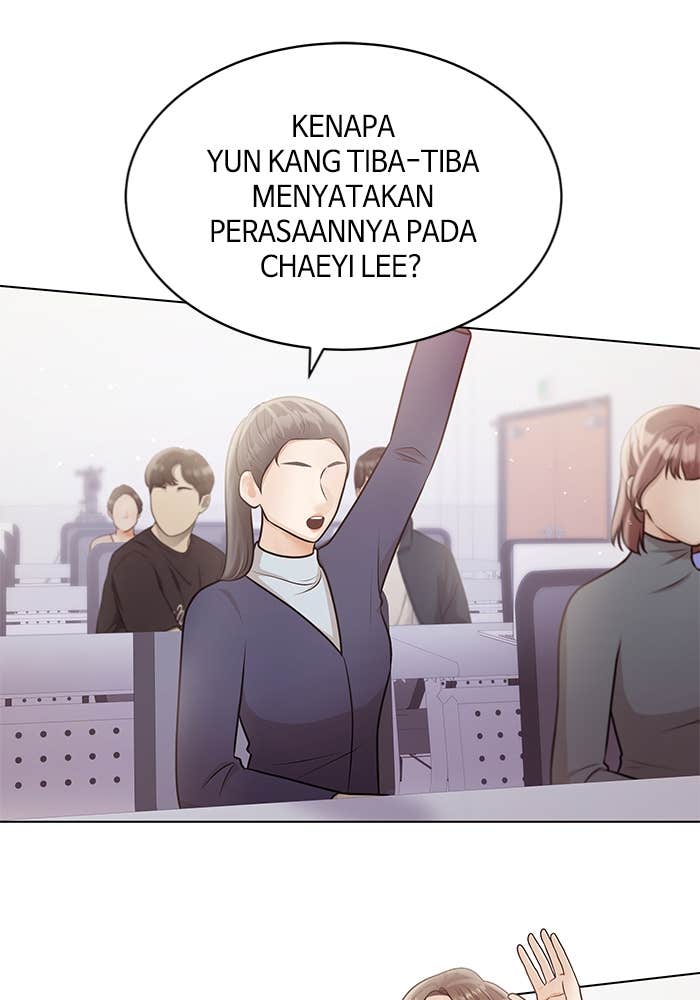 KENAPA
YUN KANG TIBA-TIBA
MENYATAKAN
PERASAANNYA PADA
CHAEYI LEE?